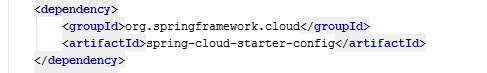 <dependency>
<groupId>org.springframework.cloud</groupId>
<artifactId>spring-cloud-starter-config</artifactId>
</dependency>